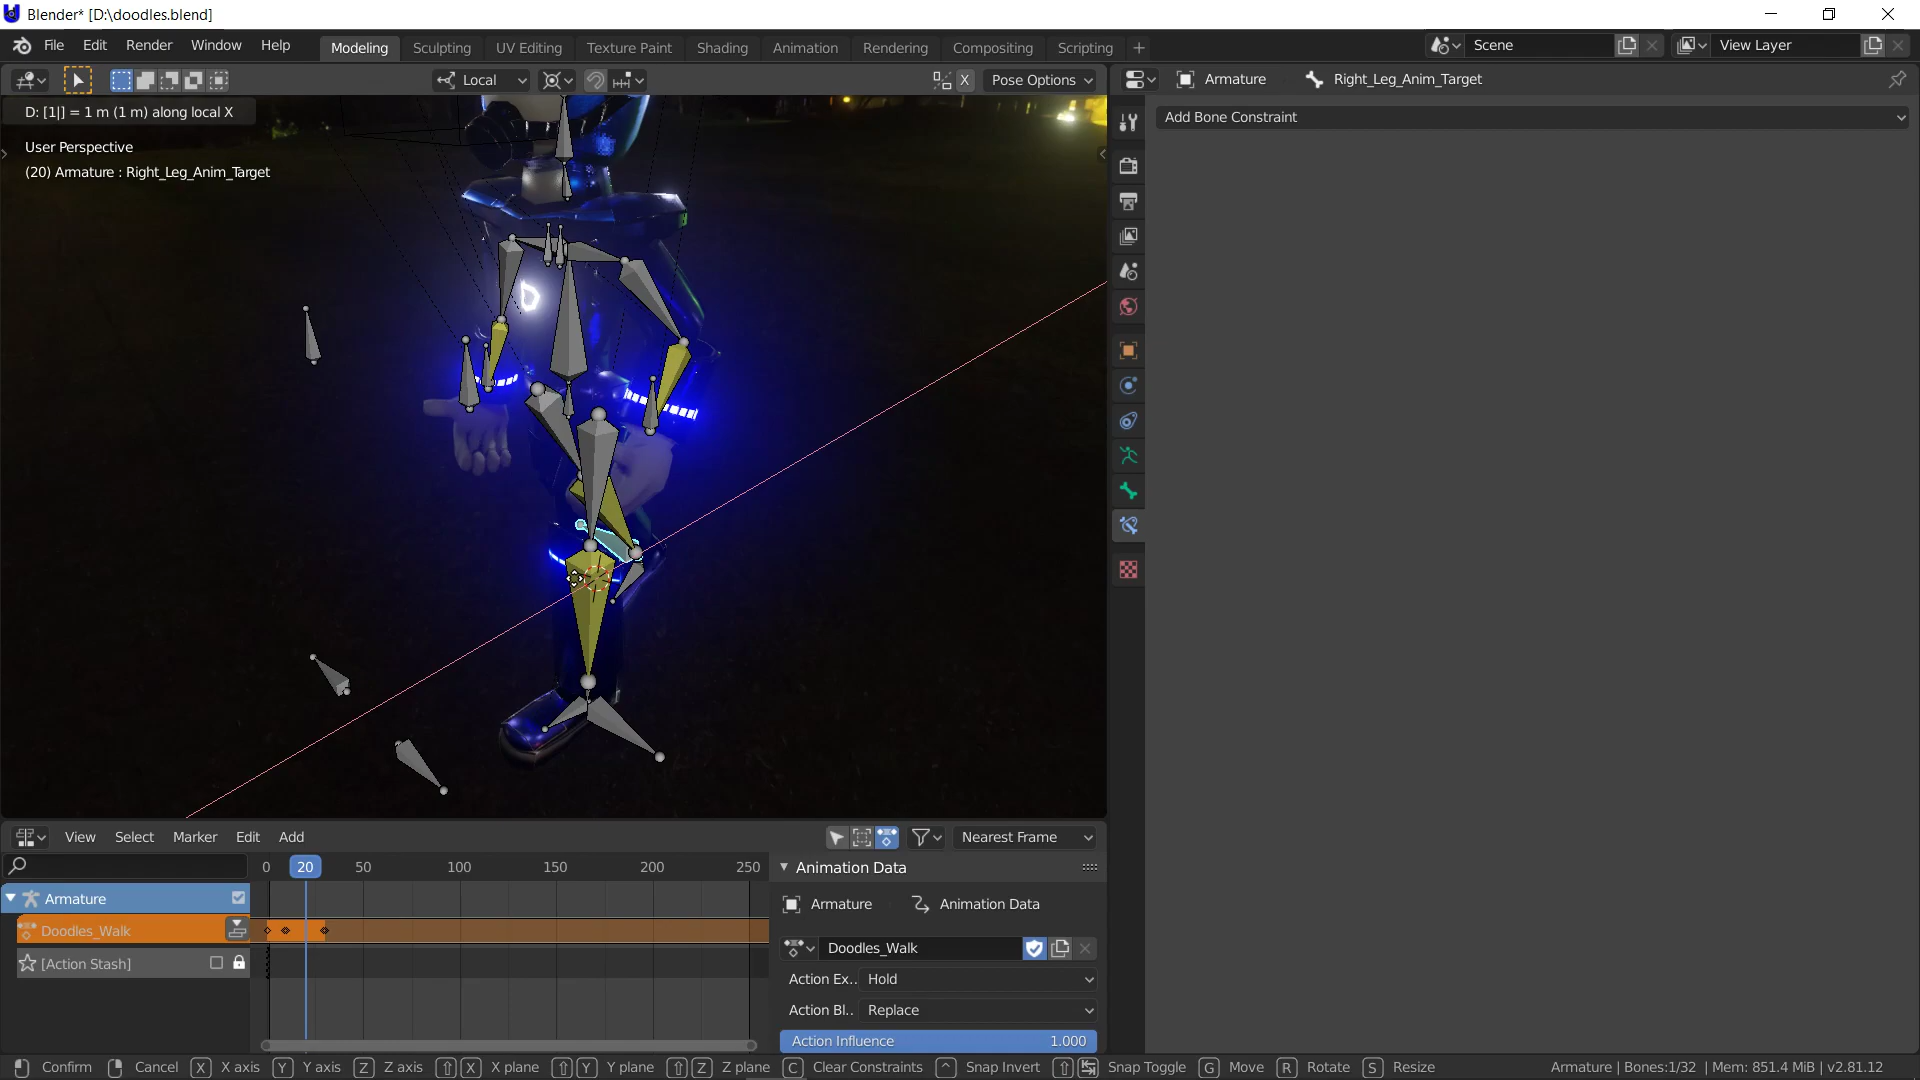 Blender* [D:\doodles.blend]
File Edit Render Window Help Modeling Sculpting UV Editing Texture Paint Shading Animation Rendering Compositing Scripting + Scene View Layer
Local X Pose Options Armature Right_Leg_Anim_Target
D: [1|] = 1 m (1 m) along local X
Add Bone Constraint
User Perspective
(20) Armature : Right_Leg_Anim_Target
View Select Marker Edit Add Nearest Frame
0 20 50 100 150 200 250
Animation Data
Armature
Armature Animation Data
Doodles_Walk
Doodles_Walk
[Action Stash]
Action Ex.. Hold
Action Bl.. Replace
Action Influence 1.000
Confirm Cancel X X axis Y Y axis Z Z axis X X plane Y Y plane Z Z plane C Clear Constraints ^ Snap Invert Snap Toggle G Move R Rotate S Resize Armature | Bones:1/32 | Mem: 851.4 MiB | v2.81.12